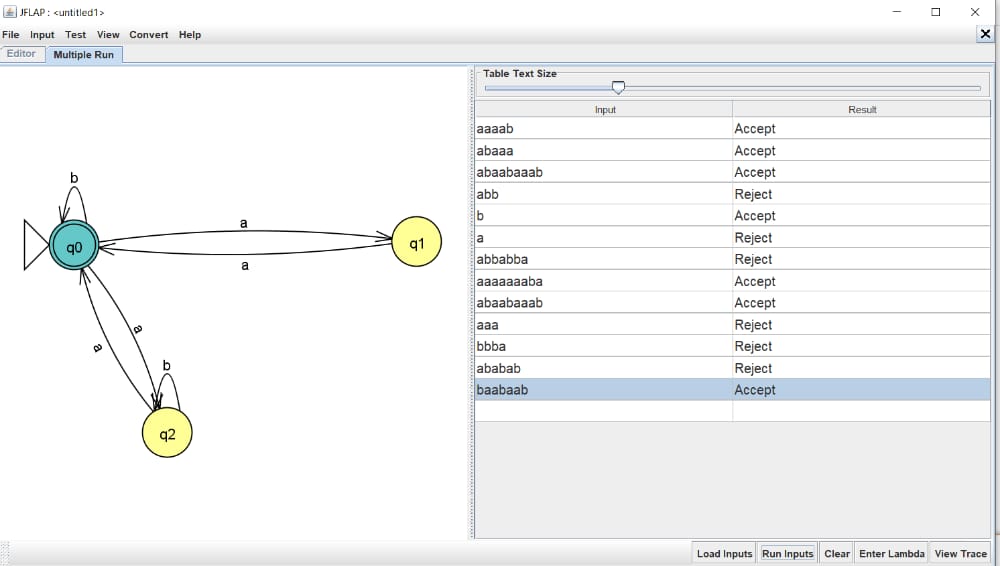 JFLAP : <untitled1>
File Input Test View Convert Help
Editor Multiple Run
Table Text Size
Input Result
aaaab Accept
abaaa Accept
abaabaaab Accept
abb Reject
b Accept
a Reject
abbabba Reject
aaaaaaaba Accept
abaabaaab Accept
aaa Reject
bbba Reject
ababab Reject
baabaab Accept
b
q0
a
q1
a
a
a
b
q2
Load Inputs Run Inputs Clear Enter Lambda View Trace